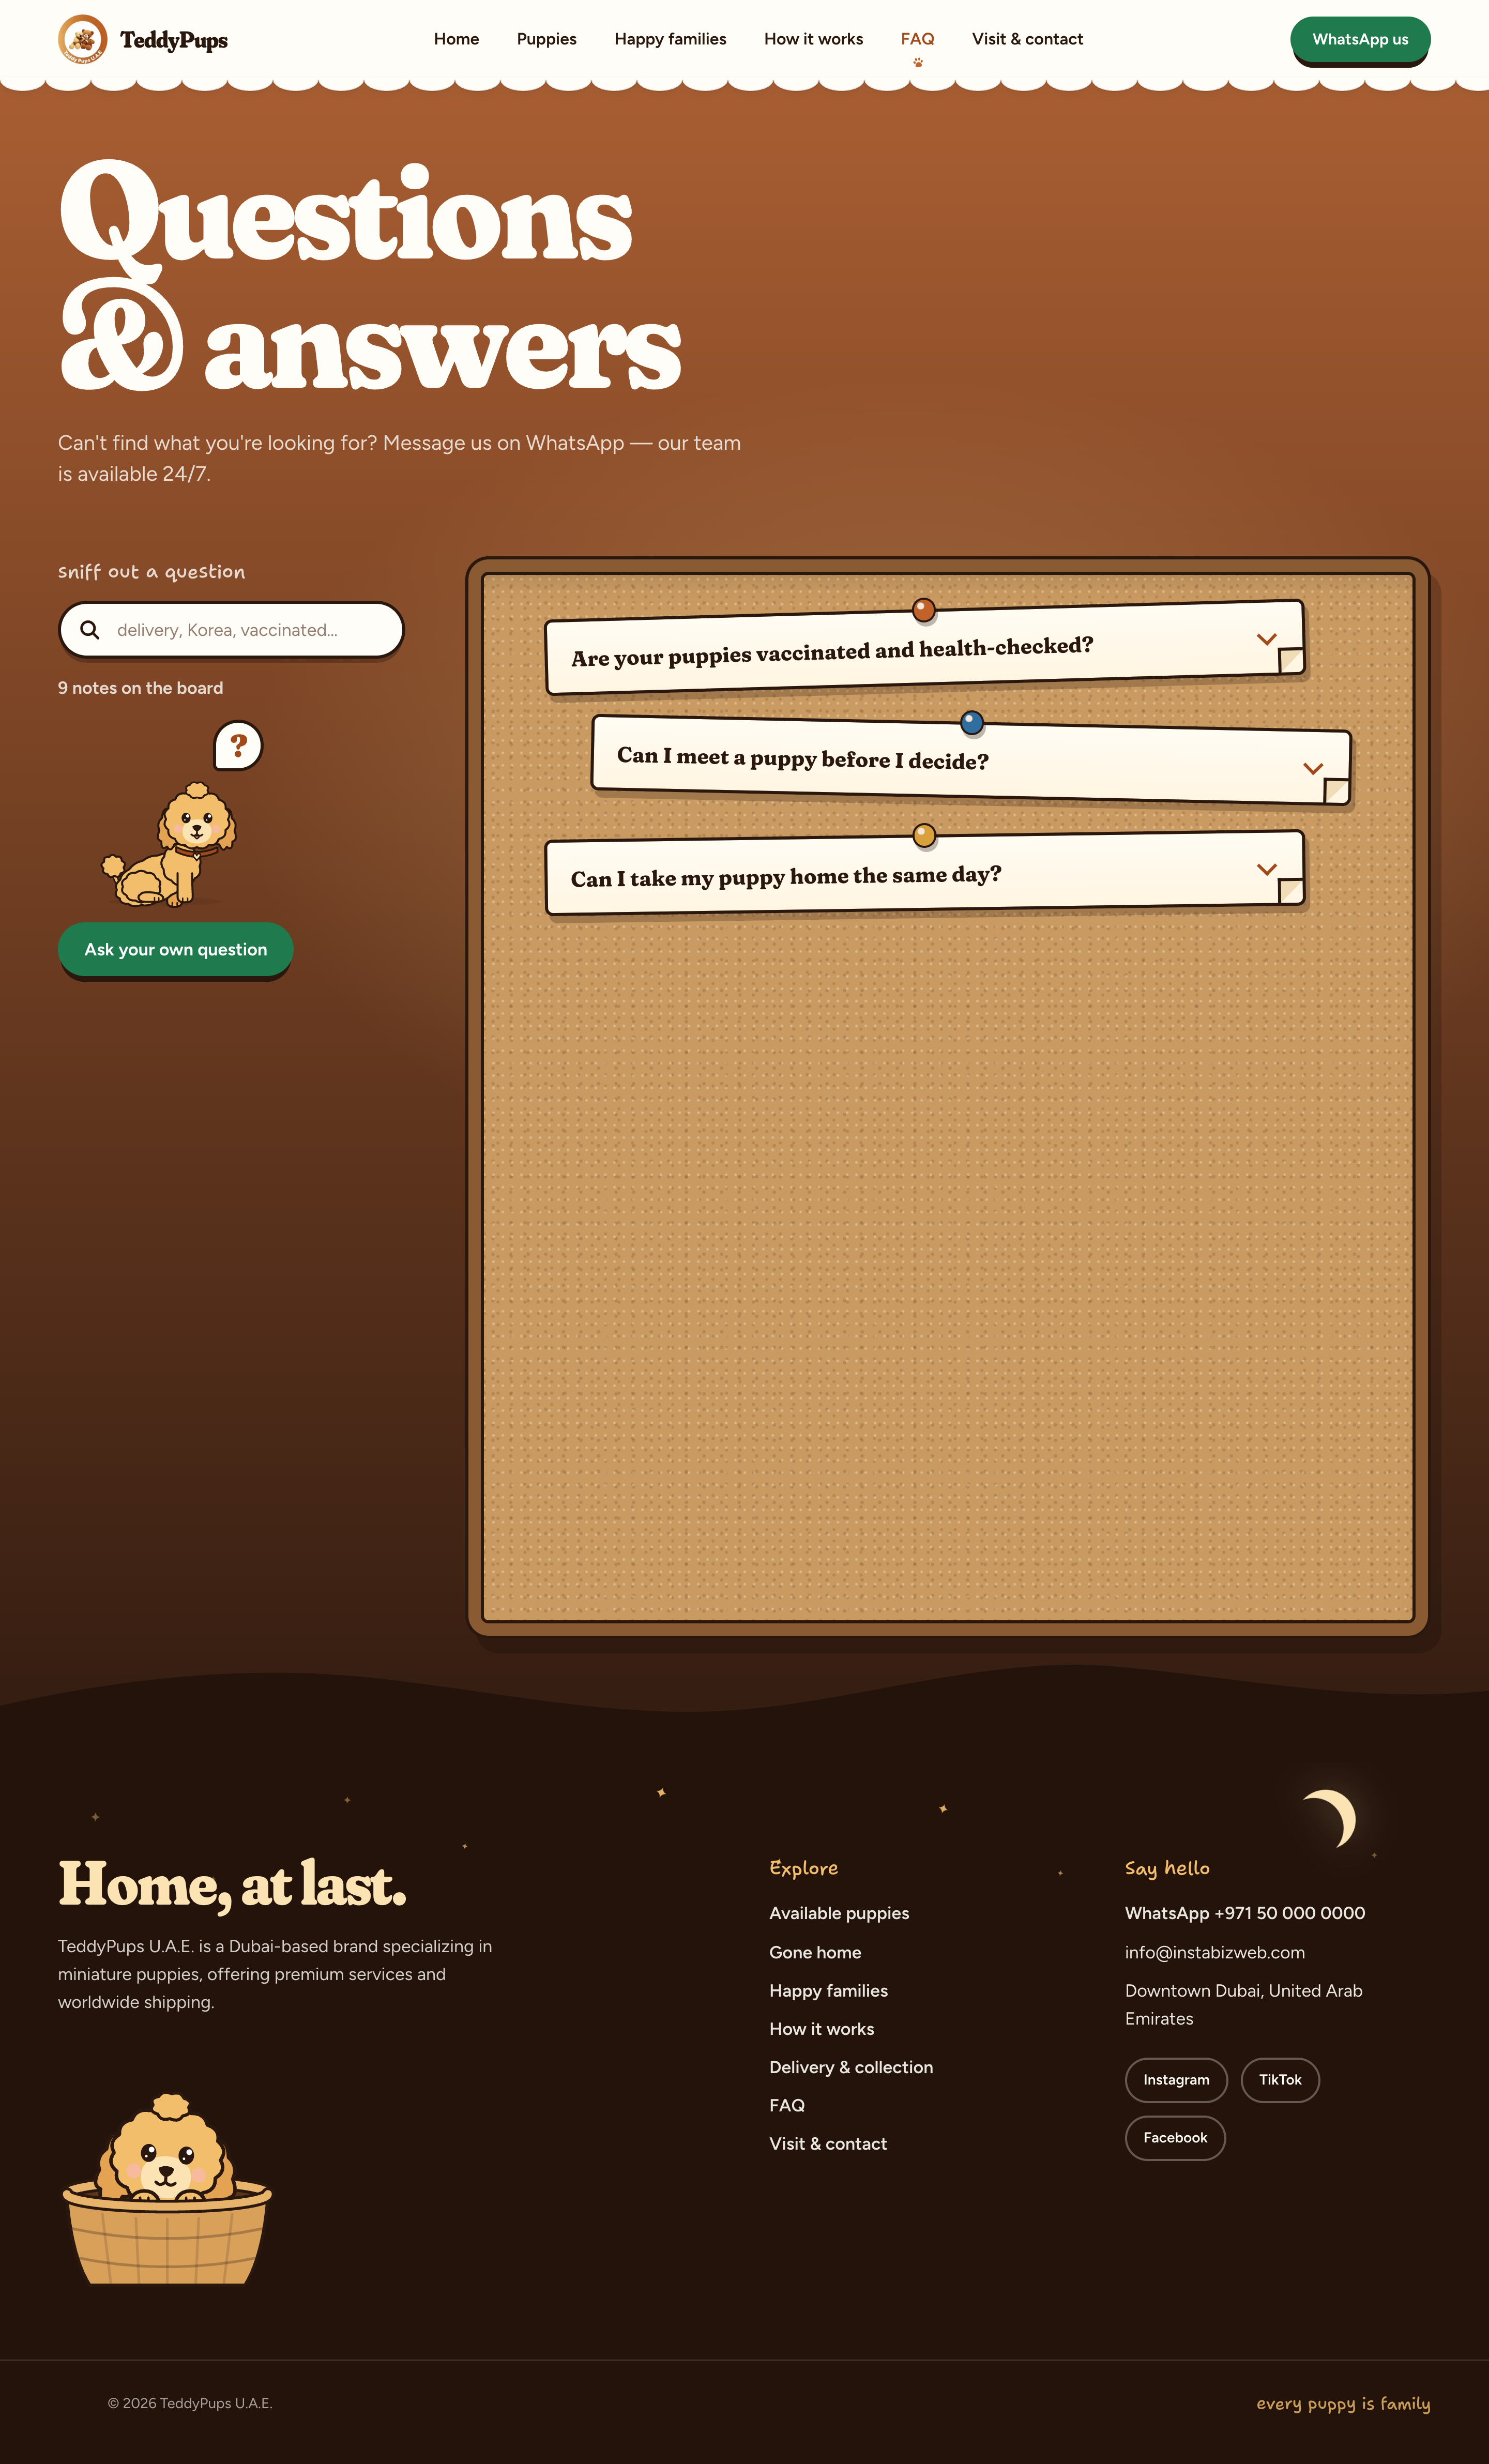 TeddyPups
Home
Puppies
Happy families
How it works
FAQ
Visit & contact
WhatsApp us
Questions
& answers
Can't find what you're looking for? Message us on WhatsApp — our team
is available 24/7.
sniff out a question
delivery, Korea, vaccinated...
9 notes on the board
?
Ask your own question
Are your puppies vaccinated and health-checked?
Can I meet a puppy before I decide?
Can I take my puppy home the same day?
Home, at last.
TeddyPups U.A.E. is a Dubai-based brand specializing in
miniature puppies, offering premium services and
worldwide shipping.
Explore
Available puppies
Gone home
Happy families
How it works
Delivery & collection
FAQ
Visit & contact
Say hello
WhatsApp +971 50 000 0000
info@instabizweb.com
Downtown Dubai, United Arab
Emirates
Instagram
TikTok
Facebook
© 2026 TeddyPups U.A.E.
every puppy is family